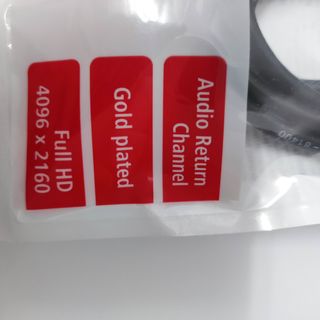 Audio Return
Channel
Gold plated
Full HD
4096 x 2160